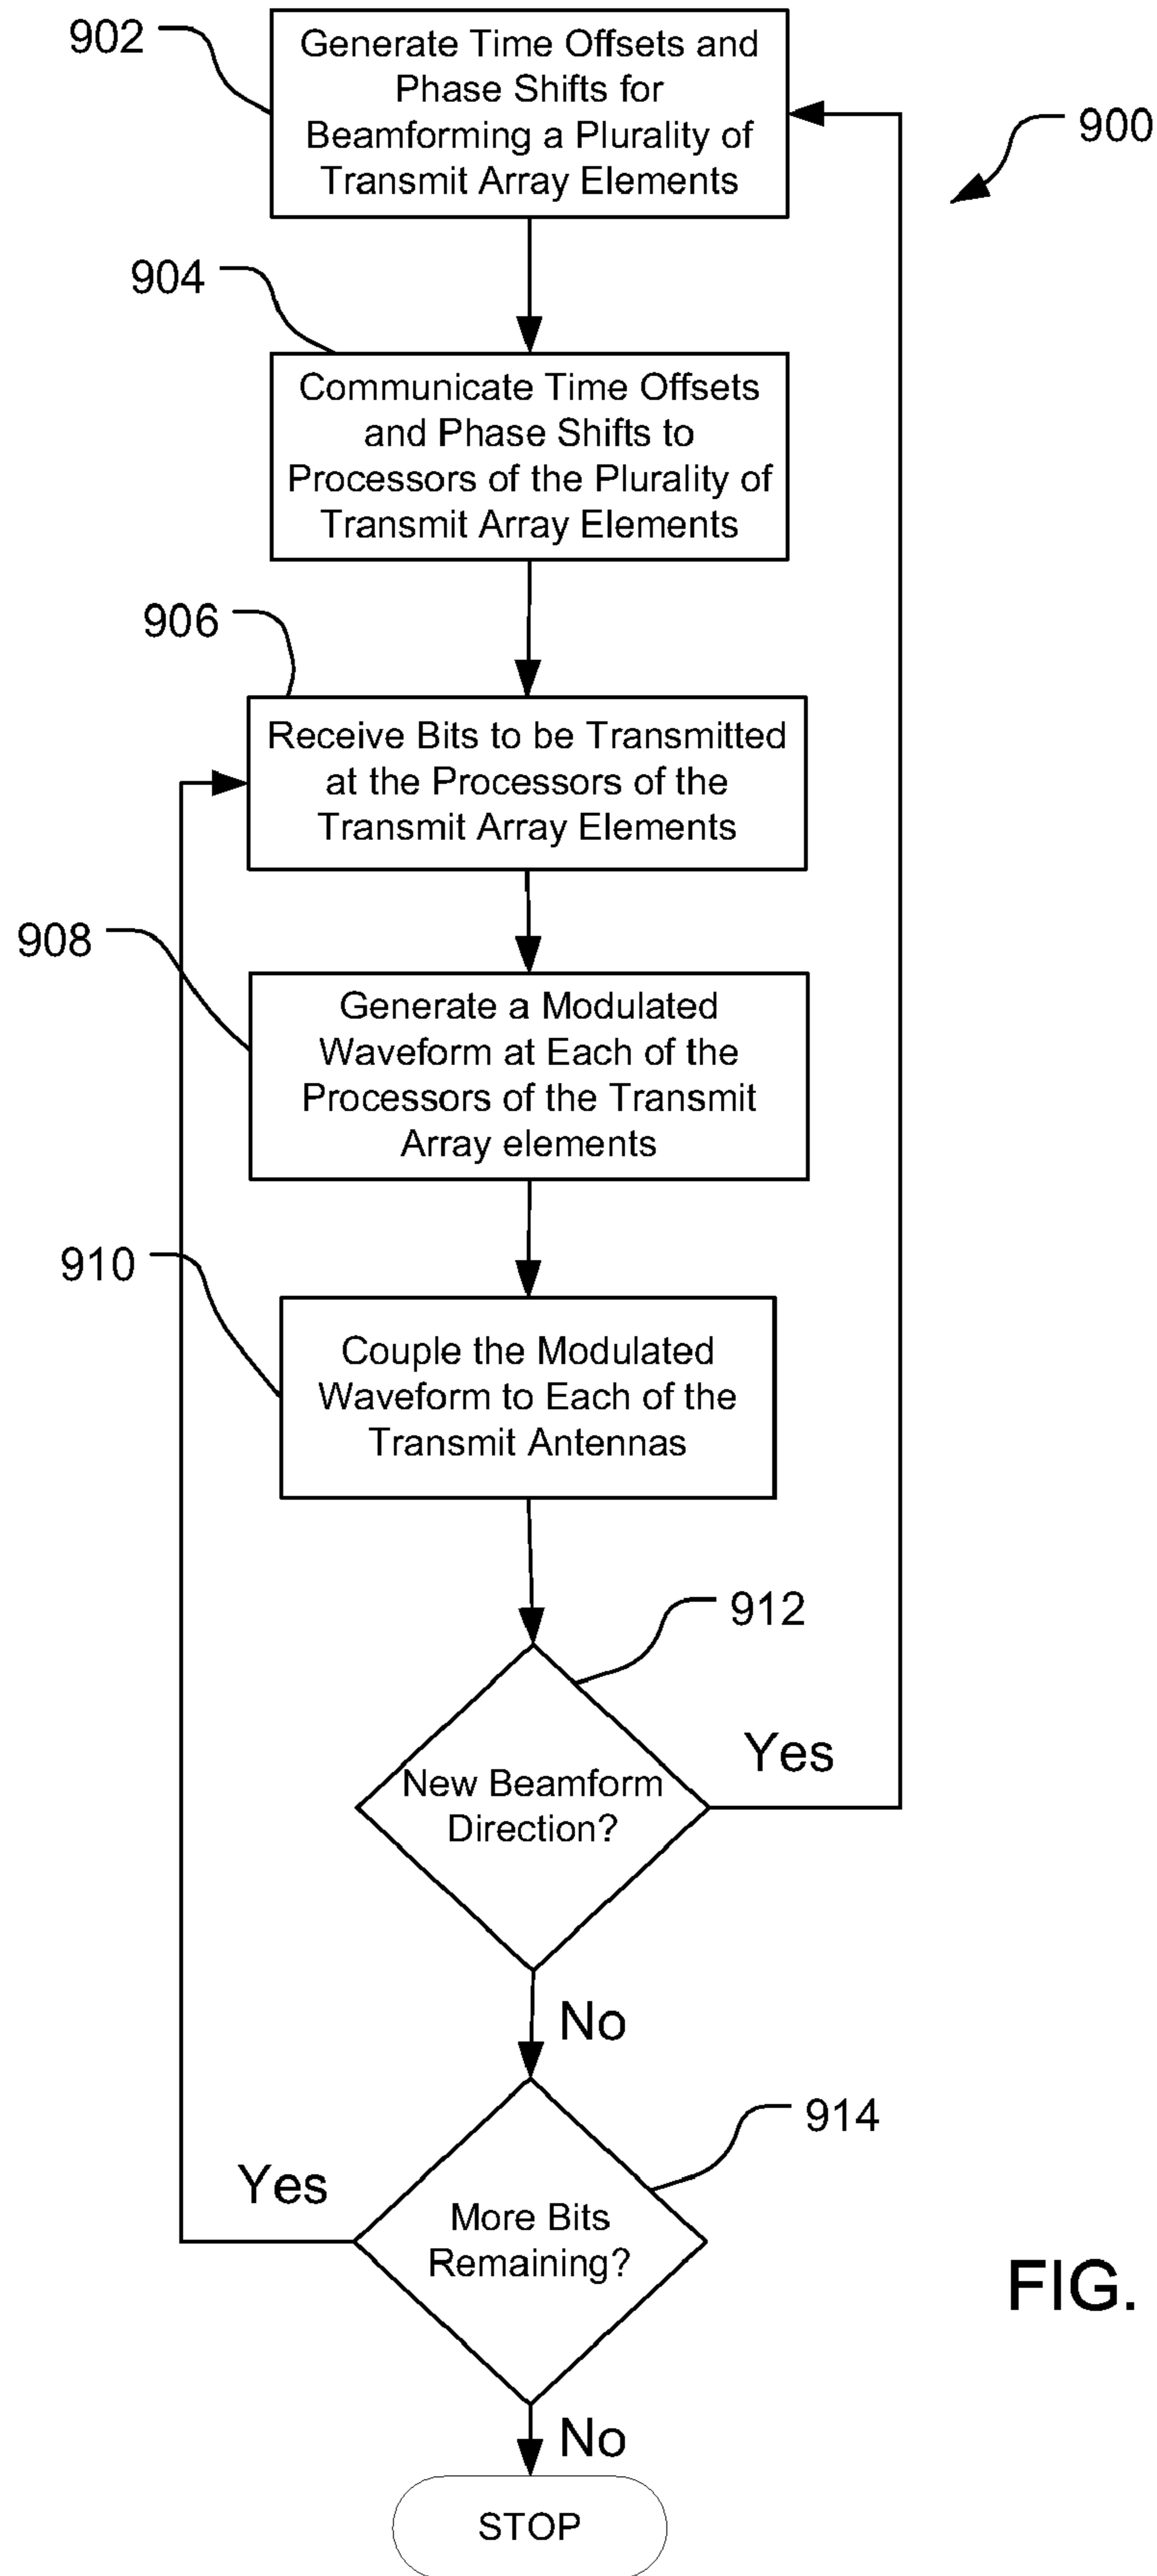 902
Generate Time Offsets and
Phase Shifts for
Beamforming a Plurality of
Transmit Array Elements
900
904
Communicate Time Offsets
and Phase Shifts to
Processors of the Plurality of
Transmit Array Elements
906
Receive Bits to be Transmitted
at the Processors of the
Transmit Array Elements
908
Generate a Modulated
Waveform at Each of the
Processors of the Transmit
Array elements
910
Couple the Modulated
Waveform to Each of the
Transmit Antennas
912
New Beamform
Direction?
Yes
No
914
More Bits
Remaining?
Yes
FIG.
No
STOP